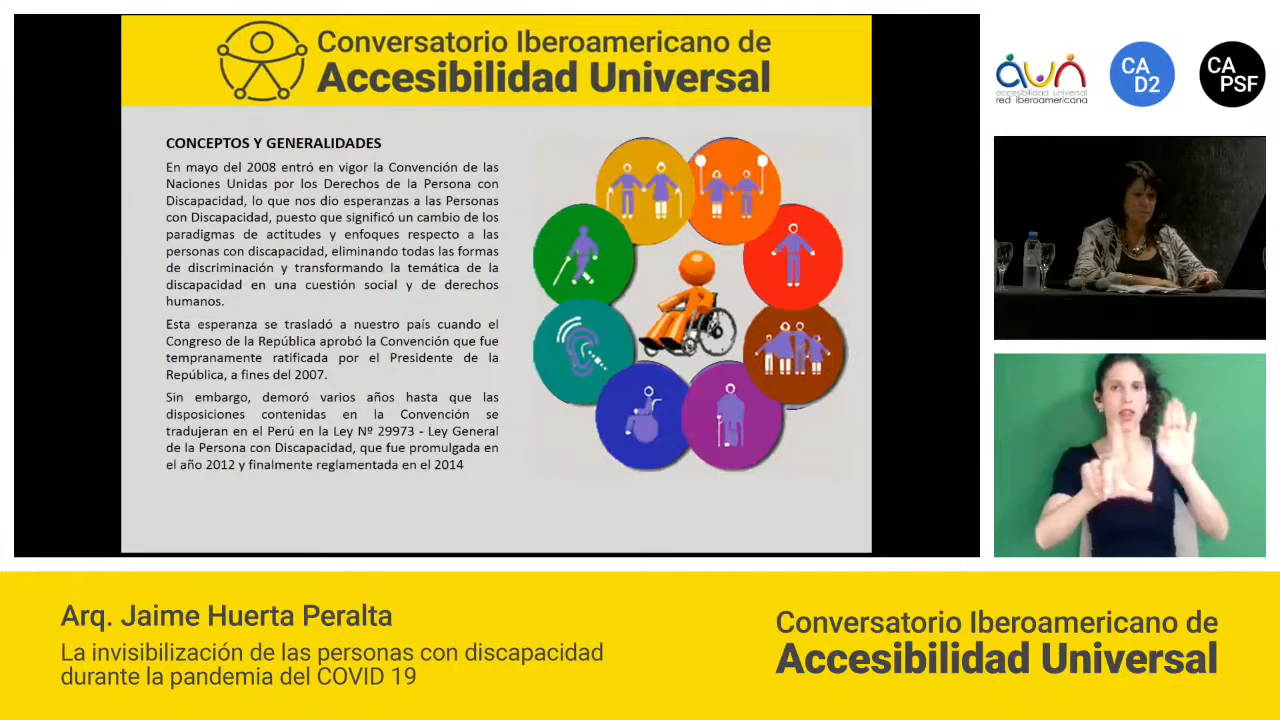 Conversatorio Iberoamericano de
Accesibilidad Universal
CONCEPTOS Y GENERALIDADES
En mayo del 2008 entró en vigor la Convención de las
Naciones Unidas por los Derechos de la Persona con
Discapacidad, lo que nos dio esperanzas a las Personas
con Discapacidad, puesto que significó un cambio de los
paradigmas de actitudes y enfoques respecto a las
personas con discapacidad, eliminando todas las formas
de discriminación y transformando la temática de la
discapacidad en una cuestión social y de derechos
humanos.
Esta esperanza se trasladó a nuestro país cuando el
Congreso de la República aprobó la Convención que fue
tempranamente ratificada por el Presidente de la
República, a fines del 2007.
Sin embargo, demoró varios años hasta que las
disposiciones contenidas en la Convención se
tradujeran en el Perú en la Ley Nº 29973 - Ley General
de la Persona con Discapacidad, que fue promulgada en
el año 2012 y finalmente reglamentada en el 2014
accesibilidad universal
red iberoamericana
CA
D2
CA
PSF
Arq. Jaime Huerta Peralta
La invisibilización de las personas con discapacidad
durante la pandemia del COVID 19
Conversatorio Iberoamericano de
Accesibilidad Universal